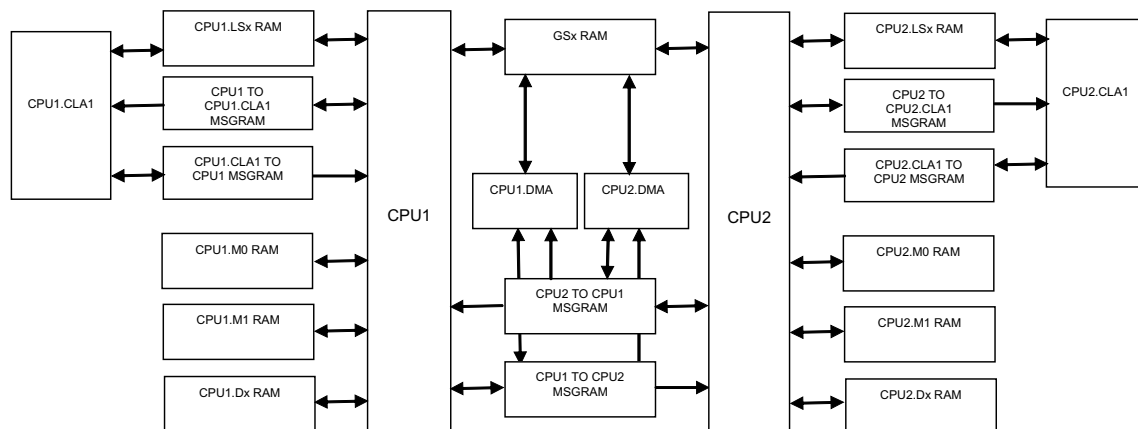 CPU1.CLA1
CPU1.LSx RAM
CPU1 TO
CPU1.CLA1
MSGRAM
CPU1.CLA1 TO
CPU1 MSGRAM
CPU1.M0 RAM
CPU1.M1 RAM
CPU1.Dx RAM
CPU1
GSx RAM
CPU1.DMA
CPU2.DMA
CPU2 TO CPU1
MSGRAM
CPU1 TO CPU2
MSGRAM
CPU2
CPU2.LSx RAM
CPU2 TO
CPU2.CLA1
MSGRAM
CPU2.CLA1 TO
CPU2 MSGRAM
CPU2.M0 RAM
CPU2.M1 RAM
CPU2.Dx RAM
CPU2.CLA1